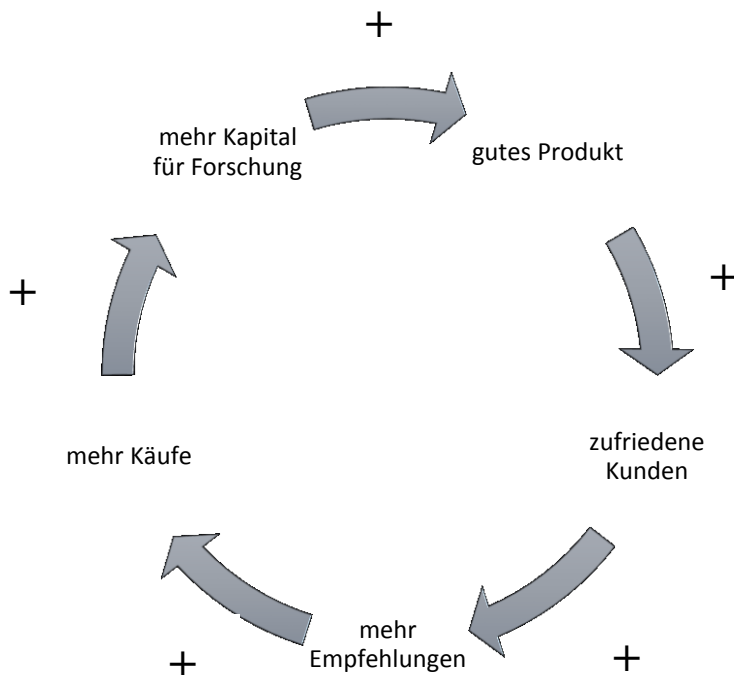 +
mehr Kapital
für Forschung
gutes Produkt
+
+
zufriedene
Kunden
mehr Käufe
mehr
Empfehlungen
+
+